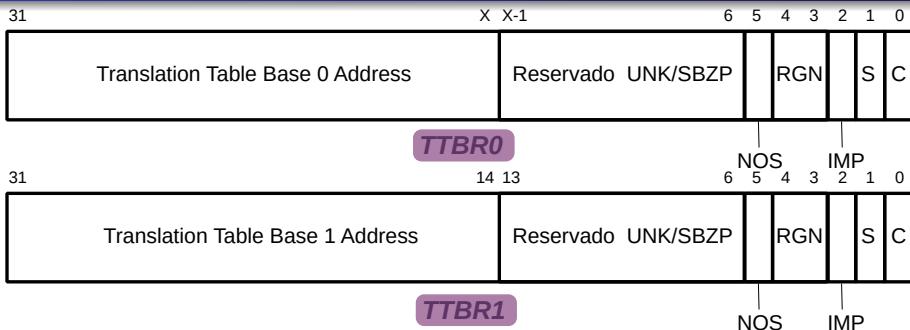 31 X X-1 6 5 4 3 2 1 0
Translation Table Base 0 Address Reservado UNK/SBZP RGN S C
TTBR0
NOS IMP
31 14 13 6 5 4 3 2 1 0
Translation Table Base 1 Address Reservado UNK/SBZP RGN S C
TTBR1
NOS IMP